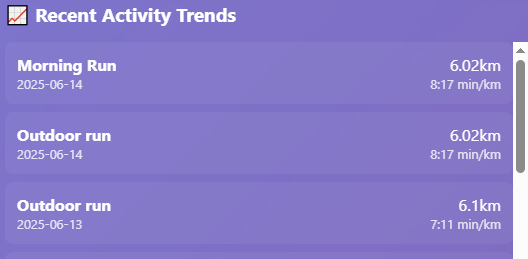 📈 Recent Activity Trends
Morning Run 6.02km
2025-06-14 8:17 min/km
Outdoor run 6.02km
2025-06-14 8:17 min/km
Outdoor run 6.1km
2025-06-13 7:11 min/km